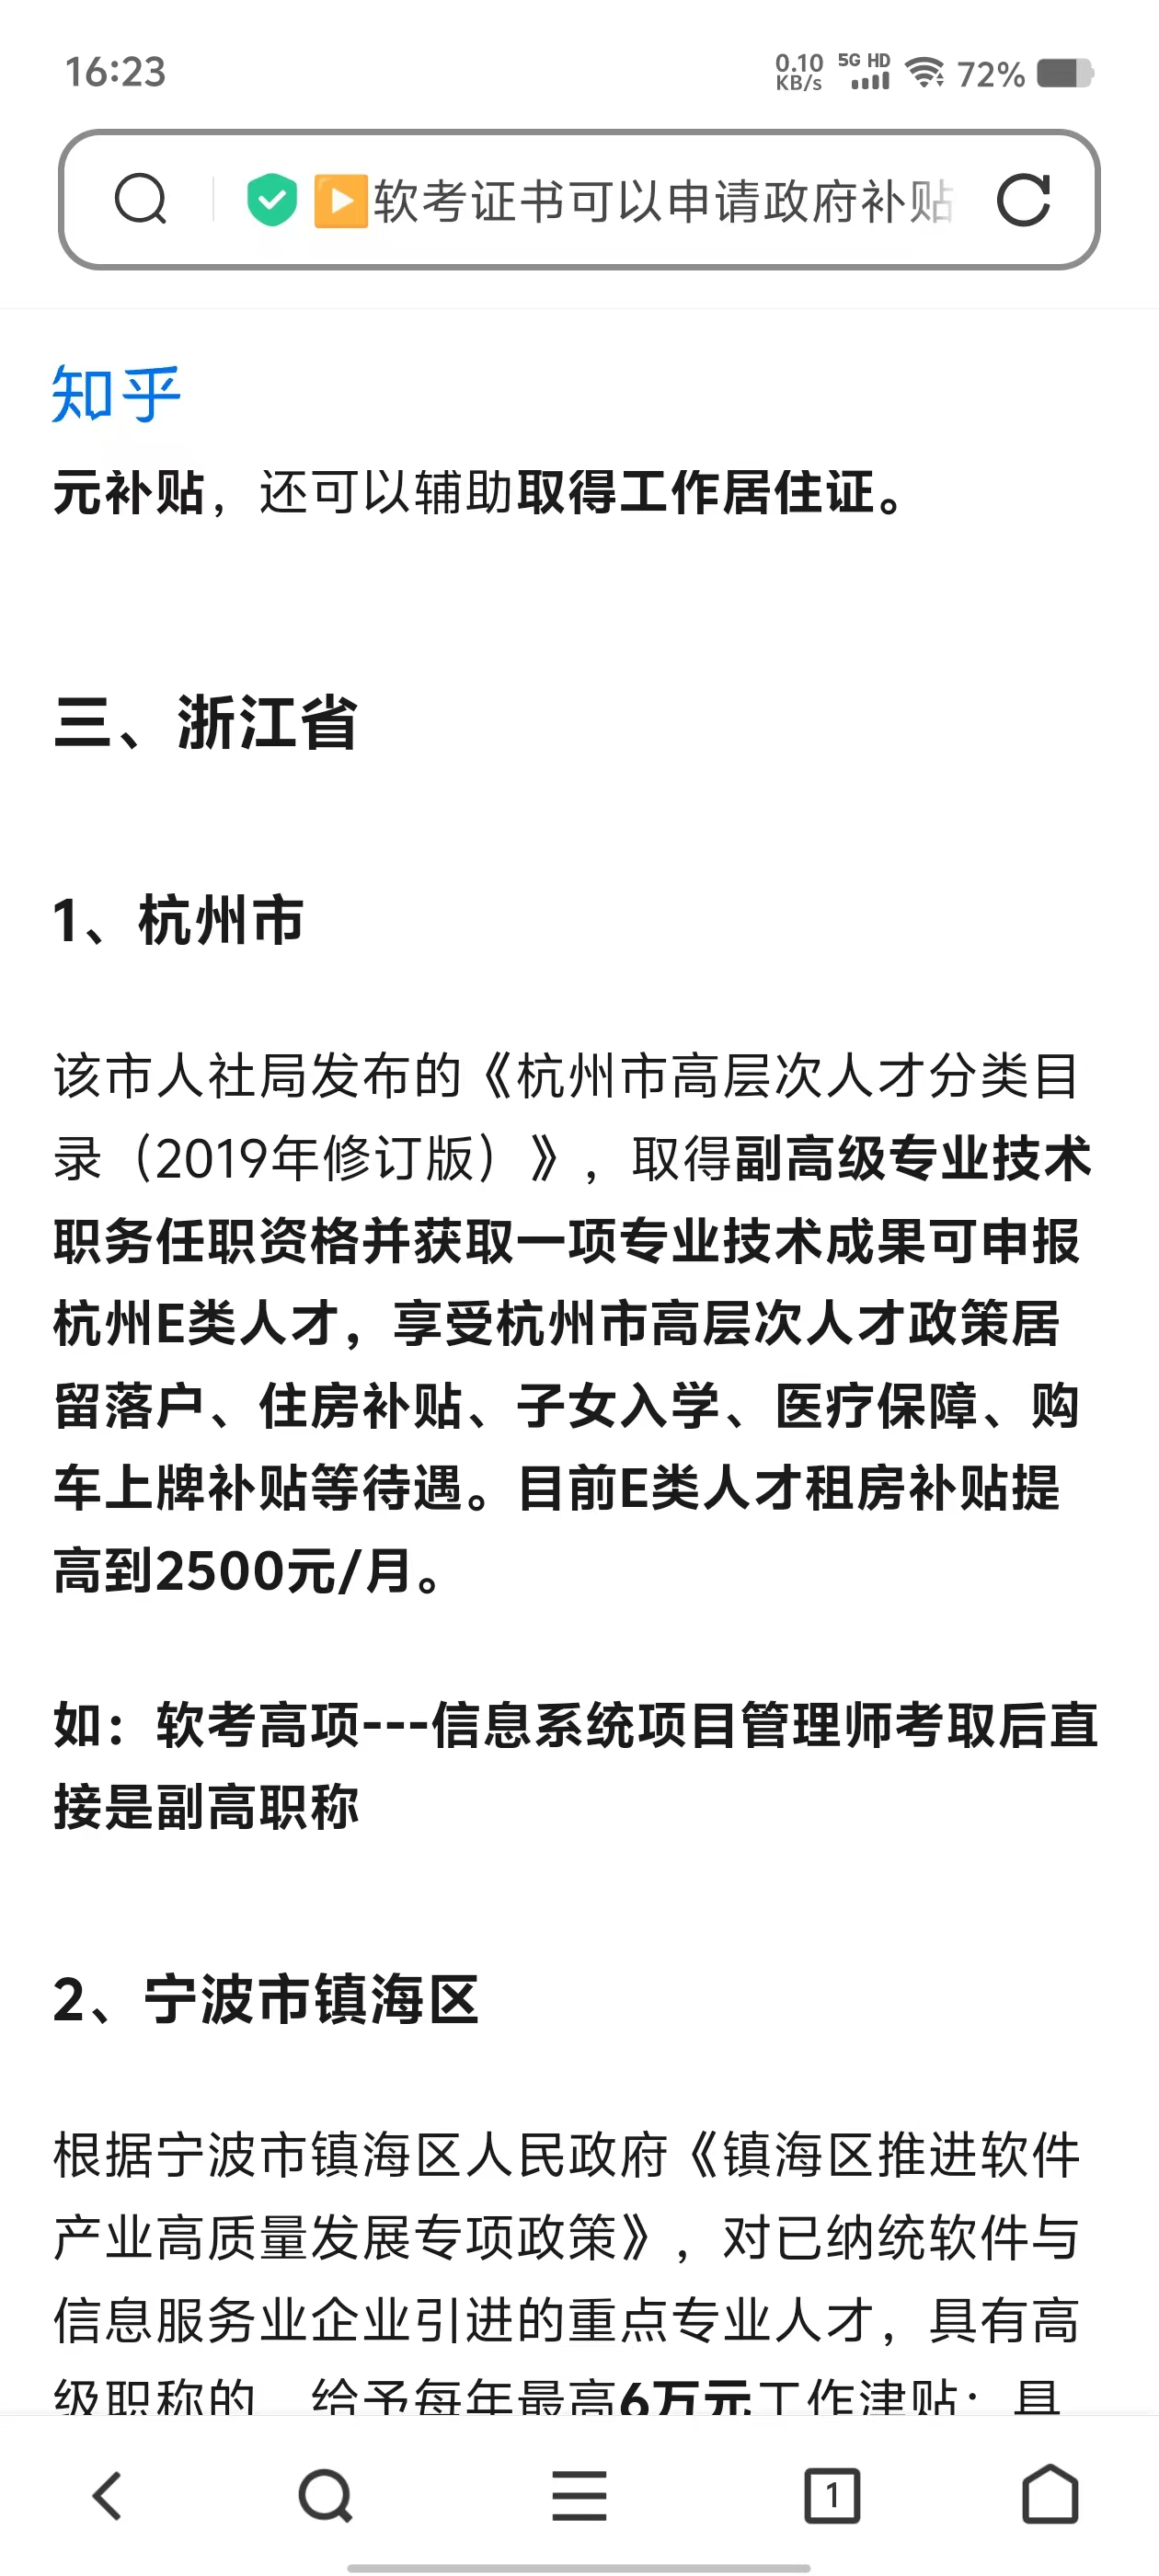 16:23
0.10
KB/s
5G HD
72%
软考证书可以申请政府补贴
知乎
元补贴，还可以辅助取得工作居住证。
三、浙江省
1、杭州市
该市人社局发布的《杭州市高层次人才分类目
录（2019年修订版）》，取得副高级专业技术
职务任职资格并获取一项专业技术成果可申报
杭州E类人才，享受杭州市高层次人才政策居
留落户、住房补贴、子女入学、医疗保障、购
车上牌补贴等待遇。目前E类人才租房补贴提
高到2500元/月。
如：软考高项---信息系统项目管理师考取后直
接是副高职称
2、宁波市镇海区
根据宁波市镇海区人民政府《镇海区推进软件
产业高质量发展专项政策》，对已纳统软件与
信息服务业企业引进的重点专业人才，具有高
级职称的，给予每年最高6万元工作津贴；具
1